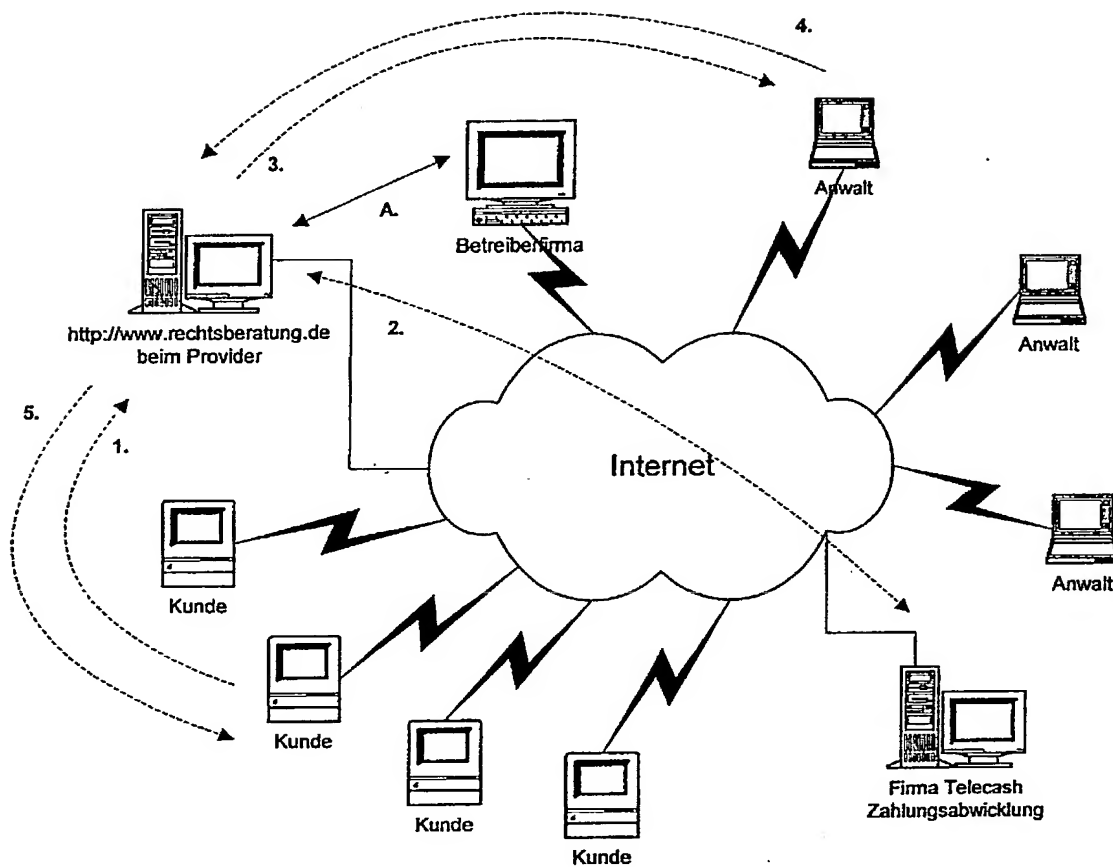 4.
3.
Anwalt
A.
Betreiberfirma
http://www.rechtsberatung.de
beim Provider
2.
Anwalt
5.
1.
Internet
Kunde
Anwalt
Kunde
Kunde
Kunde
Firma Telecash
Zahlungsabwicklung